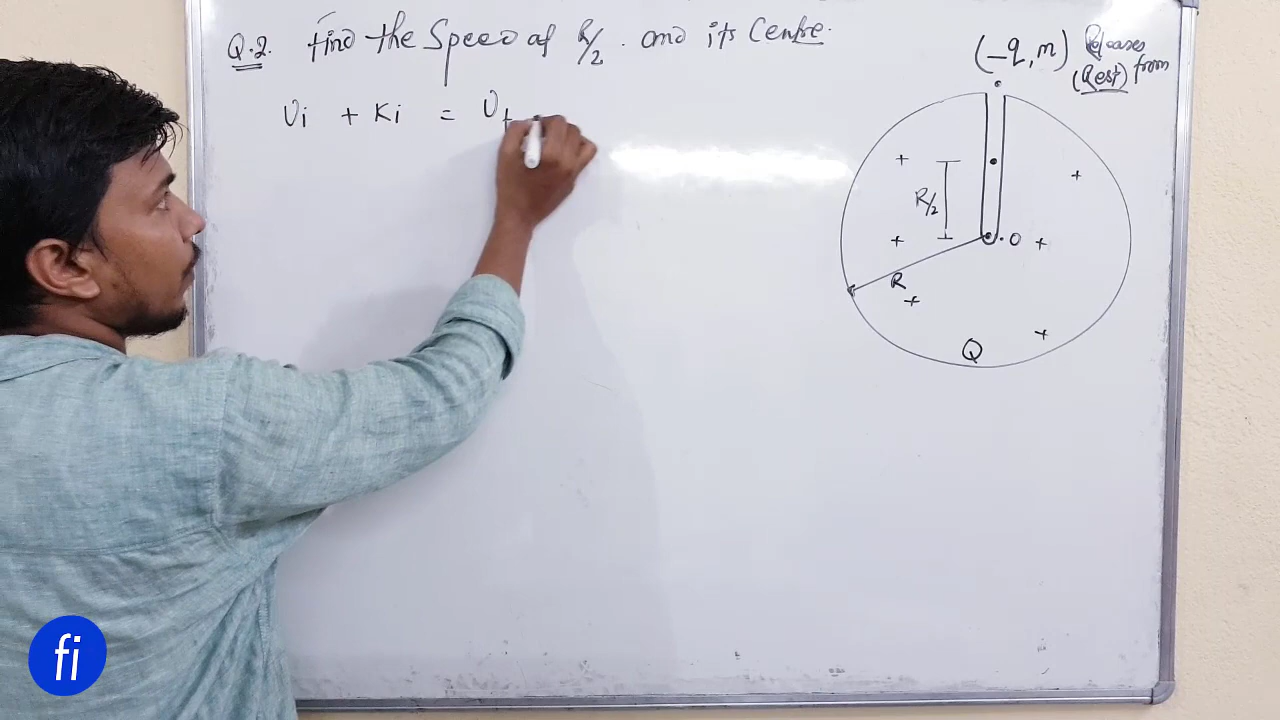 Q.2. Find the Speed at R/2. and its Centre.
(-q, m) Releases from (Rest)
Ui + Ki = Uf
R/2
O
R
Q
+ + + + + + +
fi